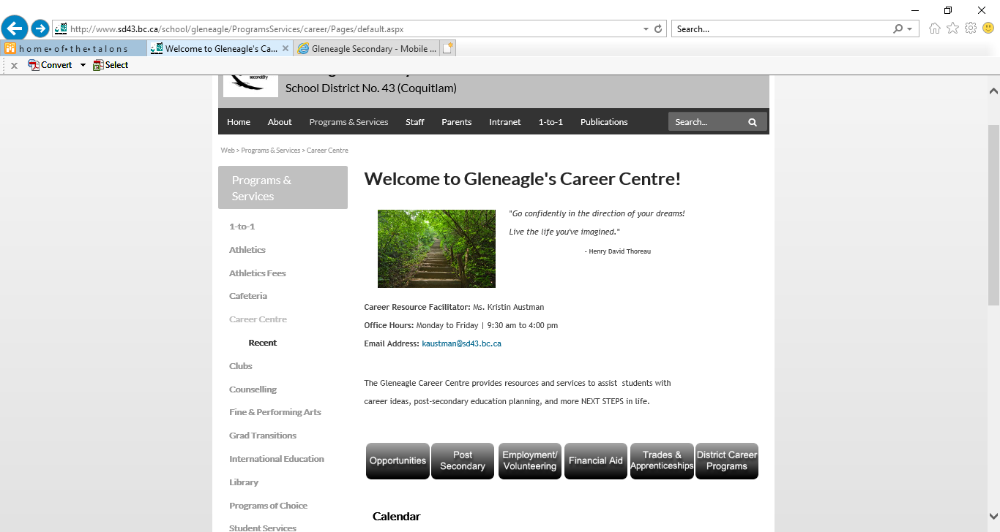 http://www.sd43.bc.ca/school/gleneagle/ProgramsServices/career/Pages/default.aspx
Search...
home•of•the•talons
Welcome to Gleneagle's Ca...
Gleneagle Secondary - Mobile ...
x Convert Select
secondary
School District No. 43 (Coquitlam)
Home About Programs & Services Staff Parents Intranet 1-to-1 Publications Search...
Web > Programs & Services > Career Centre
Programs &
Services
1-to-1
Athletics
Athletics Fees
Cafeteria
Career Centre
Recent
Clubs
Counselling
Fine & Performing Arts
Grad Transitions
International Education
Library
Programs of Choice
Student Services
Welcome to Gleneagle's Career Centre!
"Go confidently in the direction of your dreams!
Live the life you've imagined."
- Henry David Thoreau
Career Resource Facilitator: Ms. Kristin Austman
Office Hours: Monday to Friday | 9:30 am to 4:00 pm
Email Address: kaustman@sd43.bc.ca
The Gleneagle Career Centre provides resources and services to assist students with
career ideas, post-secondary education planning, and more NEXT STEPS in life.
Opportunities
Post
Secondary
Employment/
Volunteering
Financial Aid
Trades &
Apprenticeships
District Career
Programs
Calendar